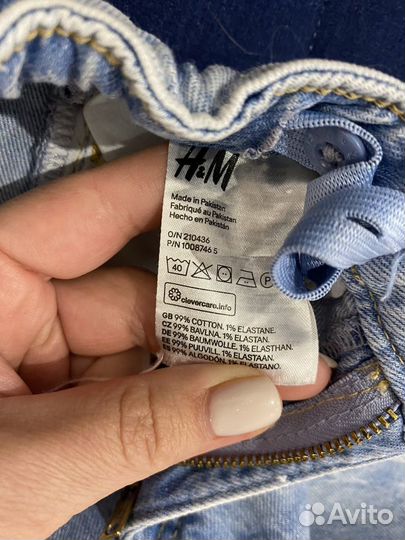 H&M
Made in Pakistan
Fabriqué au Pakistan
Hecho en Pakistán
O/N 210436
P/N 1008746 5
40 P
clevercare.info
GB 99% COTTON. 1% ELASTANE.
CZ 99% BAVLNA. 1% ELASTAN.
DE 99% BAUMWOLLE. 1% ELASTHAN.
EE 99% PUUVILL. 1% ELASTAAN.
ES 99% ALGODÓN. 1% ELASTANO.
Avito